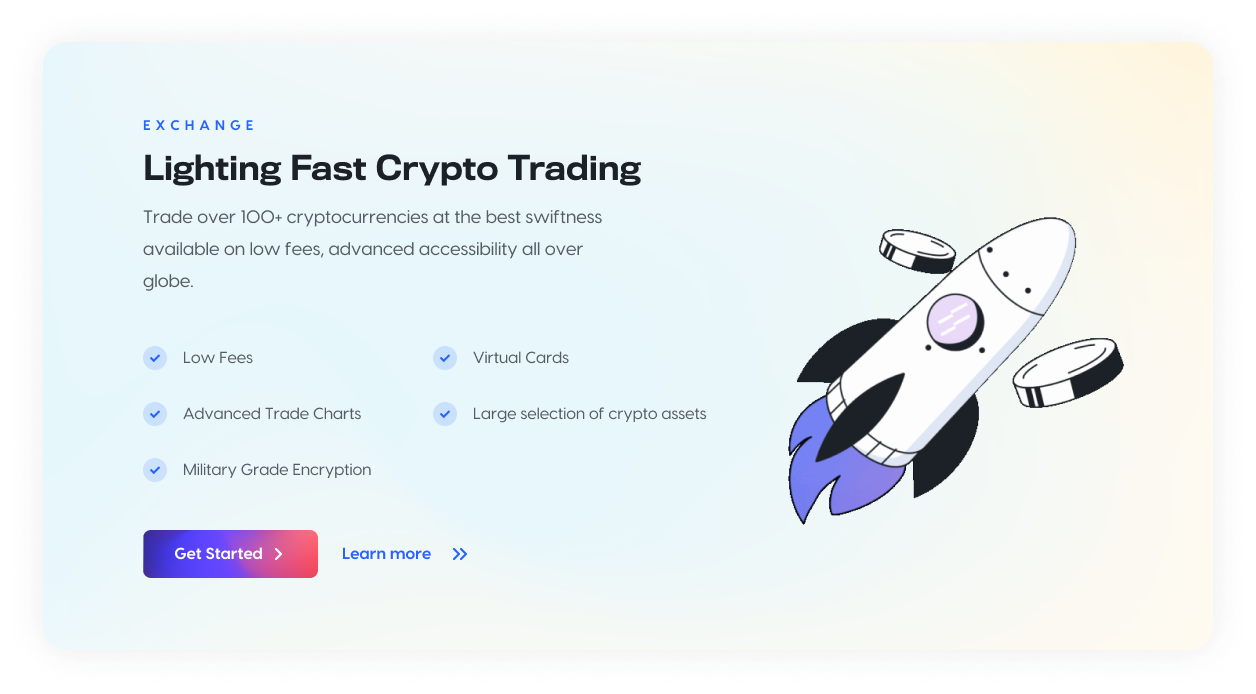 EXCHANGE
Lighting Fast Crypto Trading
Trade over 100+ cryptocurrencies at the best swiftness
available on low fees, advanced accessibility all over
globe.
Low Fees
Virtual Cards
Advanced Trade Charts
Large selection of crypto assets
Military Grade Encryption
Get Started
Learn more